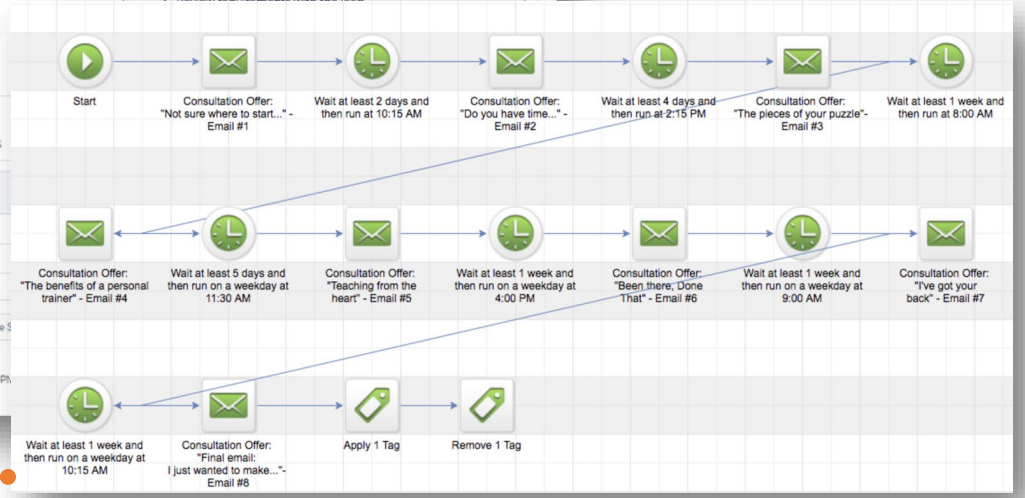 Start
Consultation Offer:
"Not sure where to start..." -
Email #1
Wait at least 2 days and
then run at 10:15 AM
Consultation Offer:
"Do you have time..." -
Email #2
Wait at least 4 days and
then run at 2:15 PM
Consultation Offer:
"The pieces of your puzzle"-
Email #3
Wait at least 1 week and
then run at 8:00 AM
Consultation Offer:
"The benefits of a personal
trainer" - Email #4
Wait at least 5 days and
then run on a weekday at
11:30 AM
Consultation Offer:
"Teaching from the
heart" - Email #5
Wait at least 1 week and
then run on a weekday at
4:00 PM
Consultation Offer:
"Been there, Done
That" - Email #6
Wait at least 1 week and
then run on a weekday at
9:00 AM
Consultation Offer:
"I've got your
back" - Email #7
Wait at least 1 week and
then run on a weekday at
10:15 AM
Consultation Offer:
"Final email:
I just wanted to make..."-
Email #8
Apply 1 Tag
Remove 1 Tag